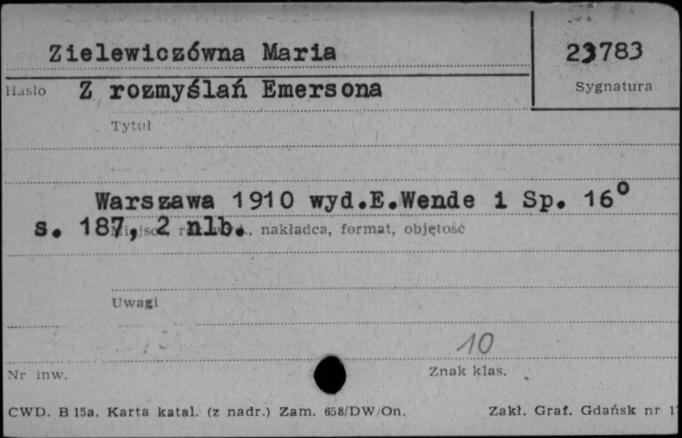 Zielewiczówna Maria
23783
Hasło Z rozmyślań Emersona
Sygnatura
Tytuł
Warszawa 1910 wyd.E.Wende i Sp. 16°
s. 187, 2 nlb. nakładca, format, objętość
Uwagi
10
Nr inw.
Znak klas.
CWD. B 15a. Karta katal. (z nadr.) Zam. 658/DW/On. Zakł. Graf. Gdańsk nr